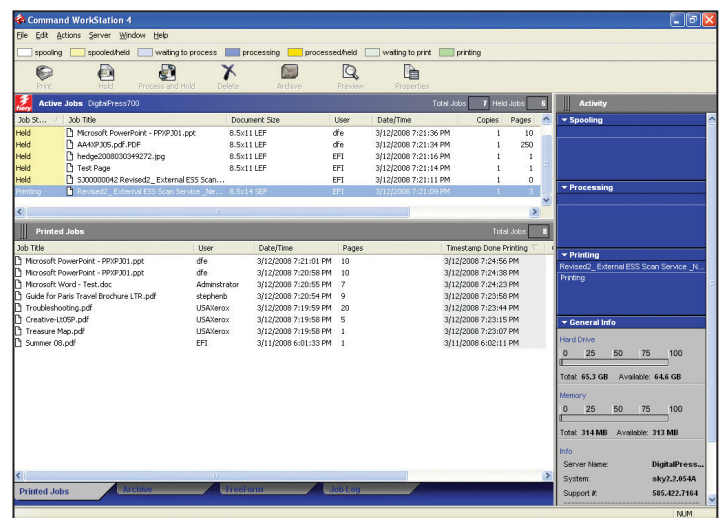 Command WorkStation 4
File Edit Actions Server Window Help
spooling spooled/held waiting to process processing processed/held waiting to print printing
Print Hold Process and Hold Delete Archive Preview Properties
fiery Active Jobs DigitalPress700 Total Jobs 7 Held Jobs 6
Job St... Job Title Document Size User Date/Time Copies Pages
Held Microsoft PowerPoint - PPXPJ01.ppt 8.5x11 LEF dfe 3/12/2008 7:21:36 PM 1 10
Held AA4XPJ05.pdf.PDF 8.5x11 LEF dfe 3/12/2008 7:21:34 PM 1 250
Held hedge2008030349272.jpg 8.5x11 LEF EFI 3/12/2008 7:21:16 PM 1 1
Held Test Page 8.5x11 LEF EFI 3/12/2008 7:21:14 PM 1 1
Held SJ00000042 Revised2_ External ESS Scan... EFI 3/12/2008 7:21:11 PM 1 0
Printing Revised2_ External ESS Scan Service _Ne... 8.5x14 SEF EFI 3/12/2008 7:21:09 PM 1 3
Printed Jobs Total Jobs 8
Job Title User Date/Time Pages Timestamp Done Printing
Microsoft PowerPoint - PPXPJ01.ppt dfe 3/12/2008 7:21:01 PM 10 3/12/2008 7:24:56 PM
Microsoft PowerPoint - PPXPJ01.ppt dfe 3/12/2008 7:20:58 PM 10 3/12/2008 7:24:38 PM
Microsoft Word - Test.doc Adminstrator 3/12/2008 7:20:55 PM 7 3/12/2008 7:24:23 PM
Guide for Paris Travel Brochure LTR.pdf stephenb 3/12/2008 7:20:54 PM 9 3/12/2008 7:23:58 PM
Troubleshooting.pdf USAXerox 3/12/2008 7:19:59 PM 20 3/12/2008 7:23:44 PM
Creative-Lt05P.pdf USAXerox 3/12/2008 7:19:58 PM 5 3/12/2008 7:23:15 PM
Treasure Map.pdf USAXerox 3/12/2008 7:19:58 PM 1 3/12/2008 7:23:07 PM
Summer 08.pdf EFI 3/11/2008 6:01:33 PM 1 3/11/2008 6:02:11 PM
Printed Jobs Archive FreeForm Job Log
Activity
Spooling
Processing
Printing
Revised2_ External ESS Scan Service _N...
Printing
General Info
Hard Drive
0 25 50 75 100
Total: 65.3 GB Available: 64.6 GB
Memory
0 25 50 75 100
Total: 314 MB Available: 313 MB
Info
Server Name: DigitalPress...
System: sky2.2.054A
Support #: 585.422.7164
NUM